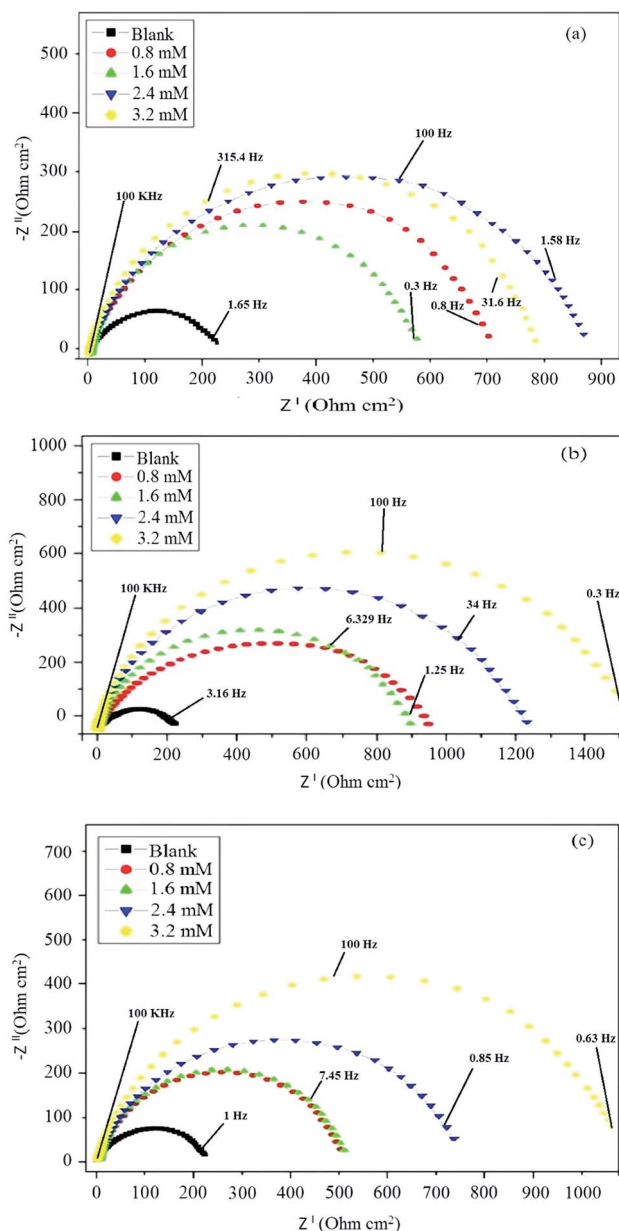 (a)
Blank
0.8 mM
1.6 mM
2.4 mM
3.2 mM
500
400
300
200
100
0
-Z II (Ohm cm2)
100 KHz
315.4 Hz
100 Hz
1.58 Hz
1.65 Hz
0.3 Hz
0.8 Hz
31.6 Hz
0 100 200 300 400 500 600 700 800 900
Z I (Ohm cm2)
(b)
Blank
0.8 mM
1.6 mM
2.4 mM
3.2 mM
1000
800
600
400
200
0
-Z II (Ohm cm2)
100 KHz
100 Hz
0.3 Hz
34 Hz
6.329 Hz
1.25 Hz
3.16 Hz
0 200 400 600 800 1000 1200 1400
Z I (Ohm cm2)
(c)
Blank
0.8 mM
1.6 mM
2.4 mM
3.2 mM
700
600
500
400
300
200
100
0
-Z II (Ohm cm2)
100 KHz
100 Hz
0.63 Hz
0.85 Hz
7.45 Hz
1 Hz
0 100 200 300 400 500 600 700 800 900 1000
Z I (Ohm cm2)